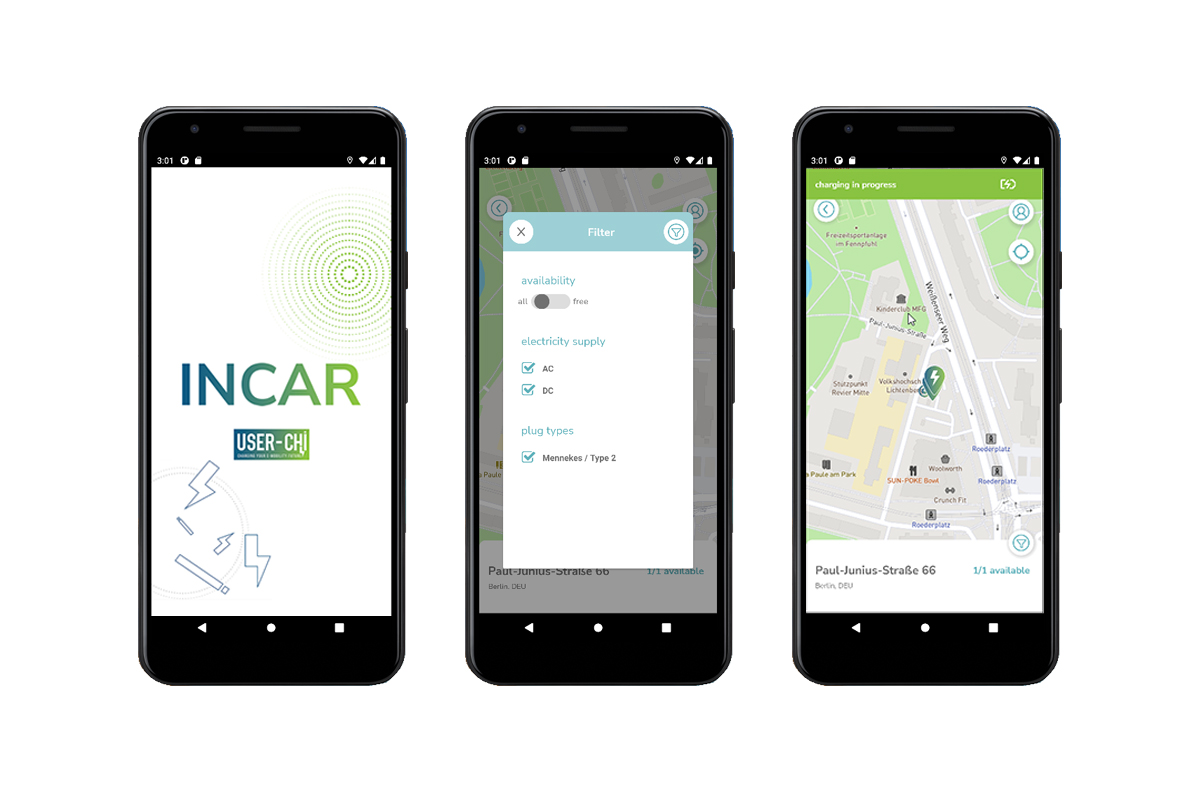 3:01
INCAR
USER-CHi
CHANGING YOUR E-MOBILITY FUTURE
3:01
Filter
availability
all
free
electricity supply
AC
DC
plug types
Mennekes / Type 2
Paul-Junius-Straße 66
1/1 available
Berlin, DEU
3:01
charging in progress
Freizeitsportanlage
im Fennpfuhl
Weißenseer Weg
Kinderclub MFG
Paul-Junius-Straße
Stützpunkt
Revier Mitte
Volkshochsch
Lichtenberg
Roederplatz
Woolworth
SUN-POKE Bowl
Roederplatz
Crunch Fit
Paule am Park
Roederplatz
Paul-Junius-Straße 66
1/1 available
Berlin, DEU